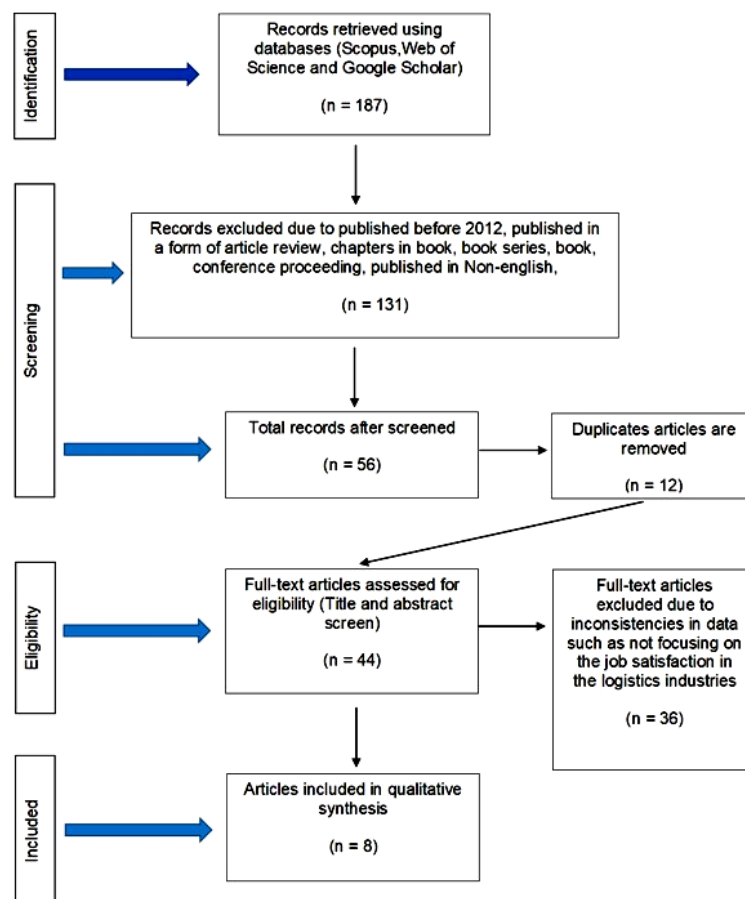 Identification
Records retrieved using
databases (Scopus,Web of
Science and Google Scholar)
(n = 187)
Screening
Records excluded due to published before 2012, published in
a form of article review, chapters in book, book series, book,
conference proceeding, published in Non-english,
(n = 131)
Total records after screened
(n = 56)
Duplicates articles are
removed
(n = 12)
Eligibility
Full-text articles assessed for
eligibility (Title and abstract
screen)
(n = 44)
Full-text articles
excluded due to
inconsistencies in data
such as not focusing on
the job satisfaction in
the logistics industries
(n = 36)
Included
Articles included in qualitative
synthesis
(n = 8)